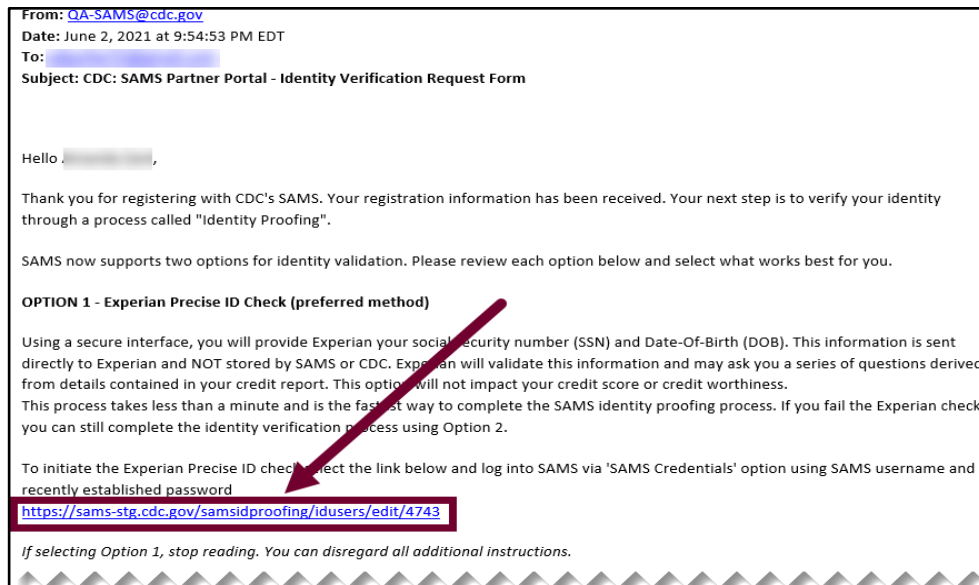 From: QA-SAMS@cdc.gov
Date: June 2, 2021 at 9:54:53 PM EDT
To:
Subject: CDC: SAMS Partner Portal - Identity Verification Request Form
Hello ,
Thank you for registering with CDC's SAMS. Your registration information has been received. Your next step is to verify your identity
through a process called "Identity Proofing".
SAMS now supports two options for identity validation. Please review each option below and select what works best for you.
OPTION 1 - Experian Precise ID Check (preferred method)
Using a secure interface, you will provide Experian your social security number (SSN) and Date-Of-Birth (DOB). This information is sent
directly to Experian and NOT stored by SAMS or CDC. Experian will validate this information and may ask you a series of questions derived
from details contained in your credit report. This option will not impact your credit score or credit worthiness.
This process takes less than a minute and is the fastest way to complete the SAMS identity proofing process. If you fail the Experian check
you can still complete the identity verification process using Option 2.
To initiate the Experian Precise ID check select the link below and log into SAMS via 'SAMS Credentials' option using SAMS username and
recently established password
https://sams-stg.cdc.gov/samsidproofing/idusers/edit/4743
If selecting Option 1, stop reading. You can disregard all additional instructions.